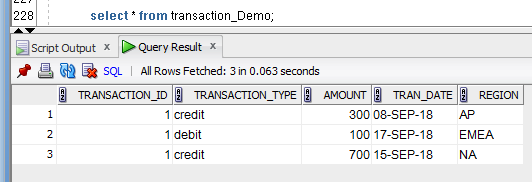 227
228 select * from transaction_Demo;
Script Output x Query Result x
SQL | All Rows Fetched: 3 in 0.063 seconds
TRANSACTION_ID TRANSACTION_TYPE AMOUNT TRAN_DATE REGION
1 1 credit 300 08-SEP-18 AP
2 1 debit 100 17-SEP-18 EMEA
3 1 credit 700 15-SEP-18 NA